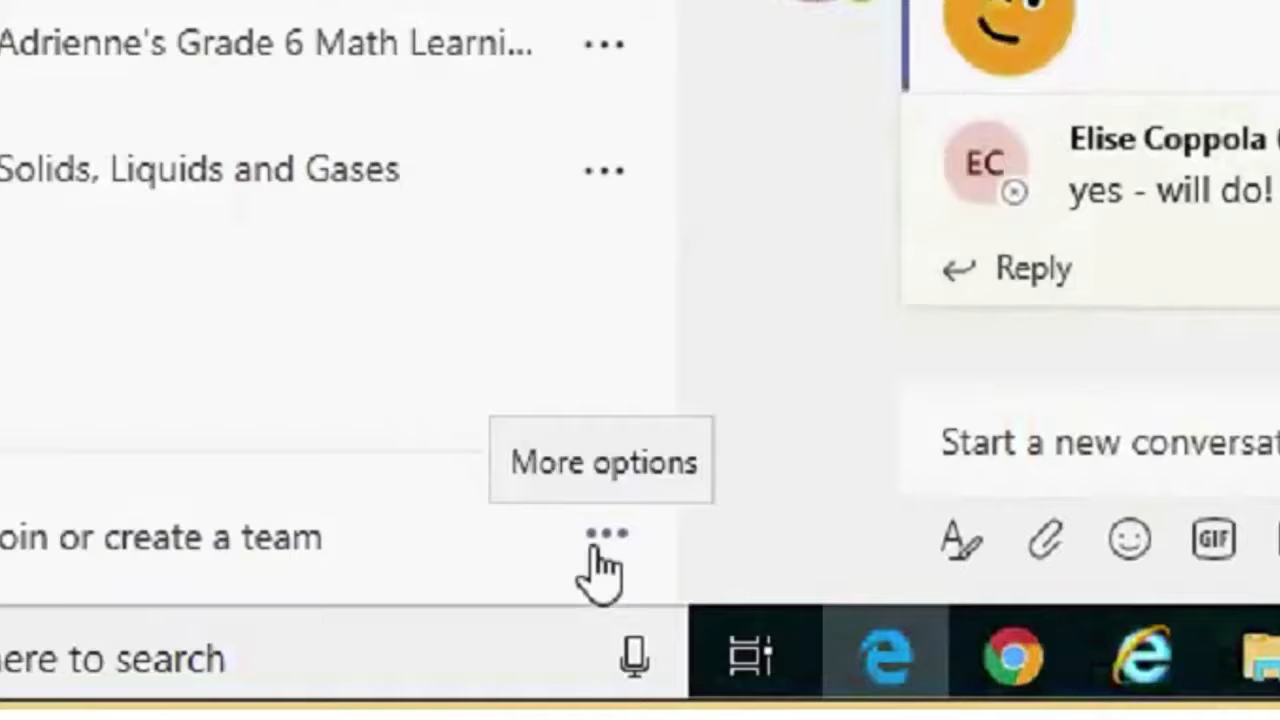 Adrienne's Grade 6 Math Learni...
Solids, Liquids and Gases
More options
oin or create a team
ere to search
EC
Elise Coppola
yes - will do!
Reply
Start a new conversat
GIF